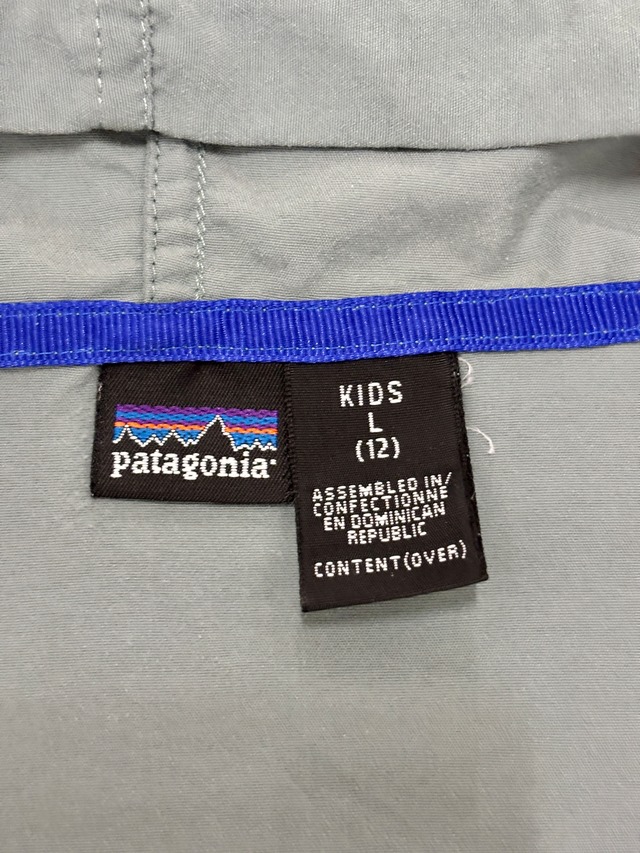 patagonia
KIDS
L
(12)
ASSEMBLED IN/
CONFECTIONNE
EN DOMINICAN
REPUBLIC
CONTENT(OVER)